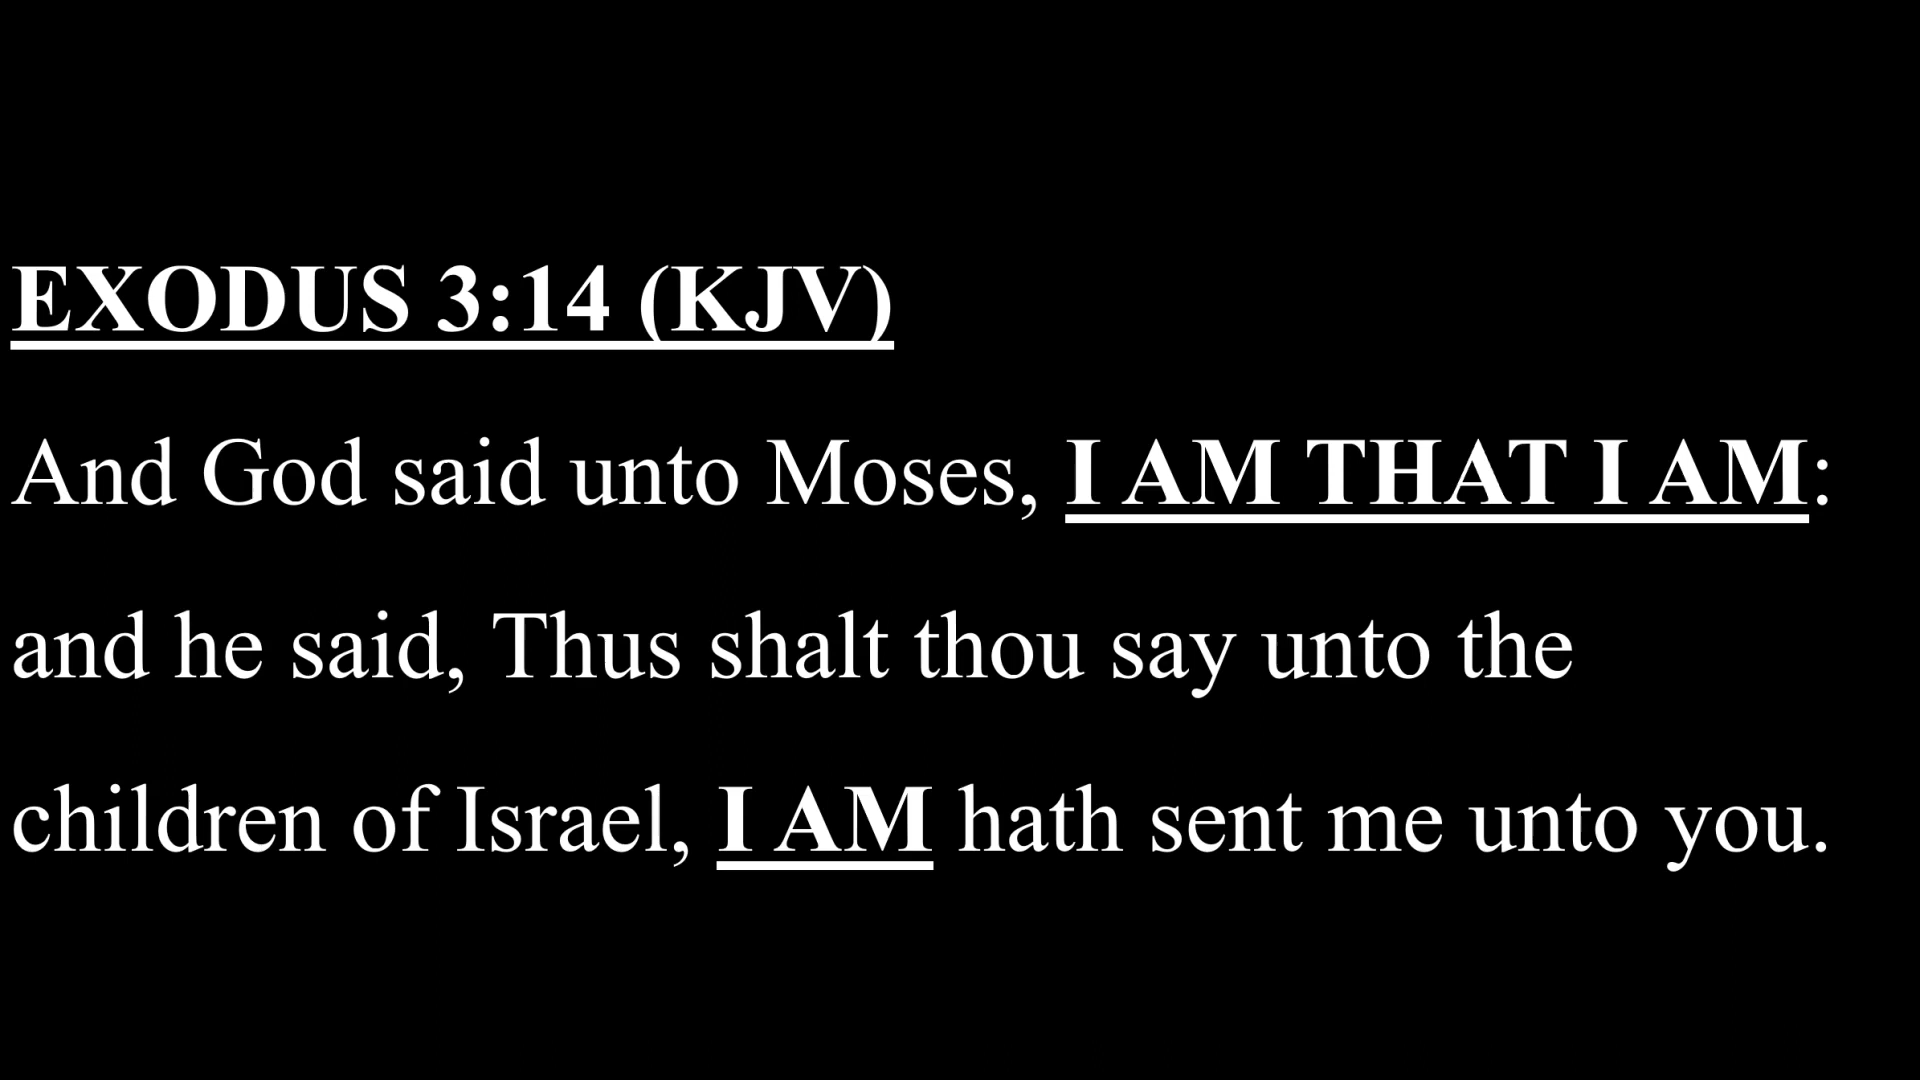 EXODUS 3:14 (KJV)
And God said unto Moses, I AM THAT I AM:
and he said, Thus shalt thou say unto the
children of Israel, I AM hath sent me unto you.